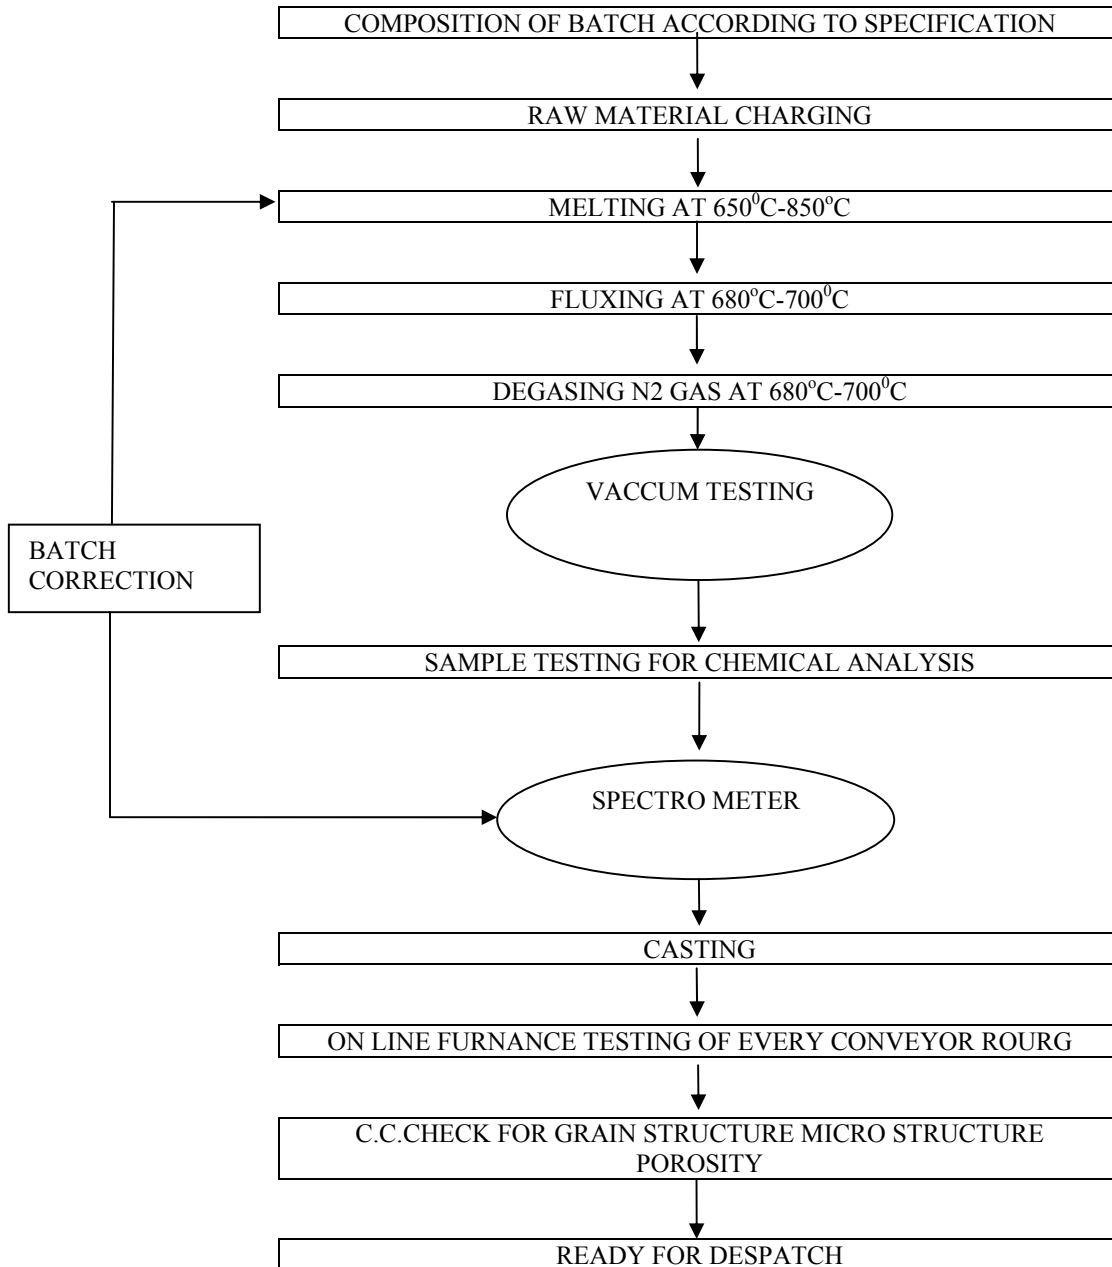 COMPOSITION OF BATCH ACCORDING TO SPECIFICATION
RAW MATERIAL CHARGING
MELTING AT 650⁰C-850ᵒC
FLUXING AT 680ᵒC-700⁰C
DEGASING N2 GAS AT 680ᵒC-700⁰C
VACCUM TESTING
BATCH
CORRECTION
SAMPLE TESTING FOR CHEMICAL ANALYSIS
SPECTRO METER
CASTING
ON LINE FURNANCE TESTING OF EVERY CONVEYOR ROURG
C.C.CHECK FOR GRAIN STRUCTURE MICRO STRUCTURE
POROSITY
READY FOR DESPATCH